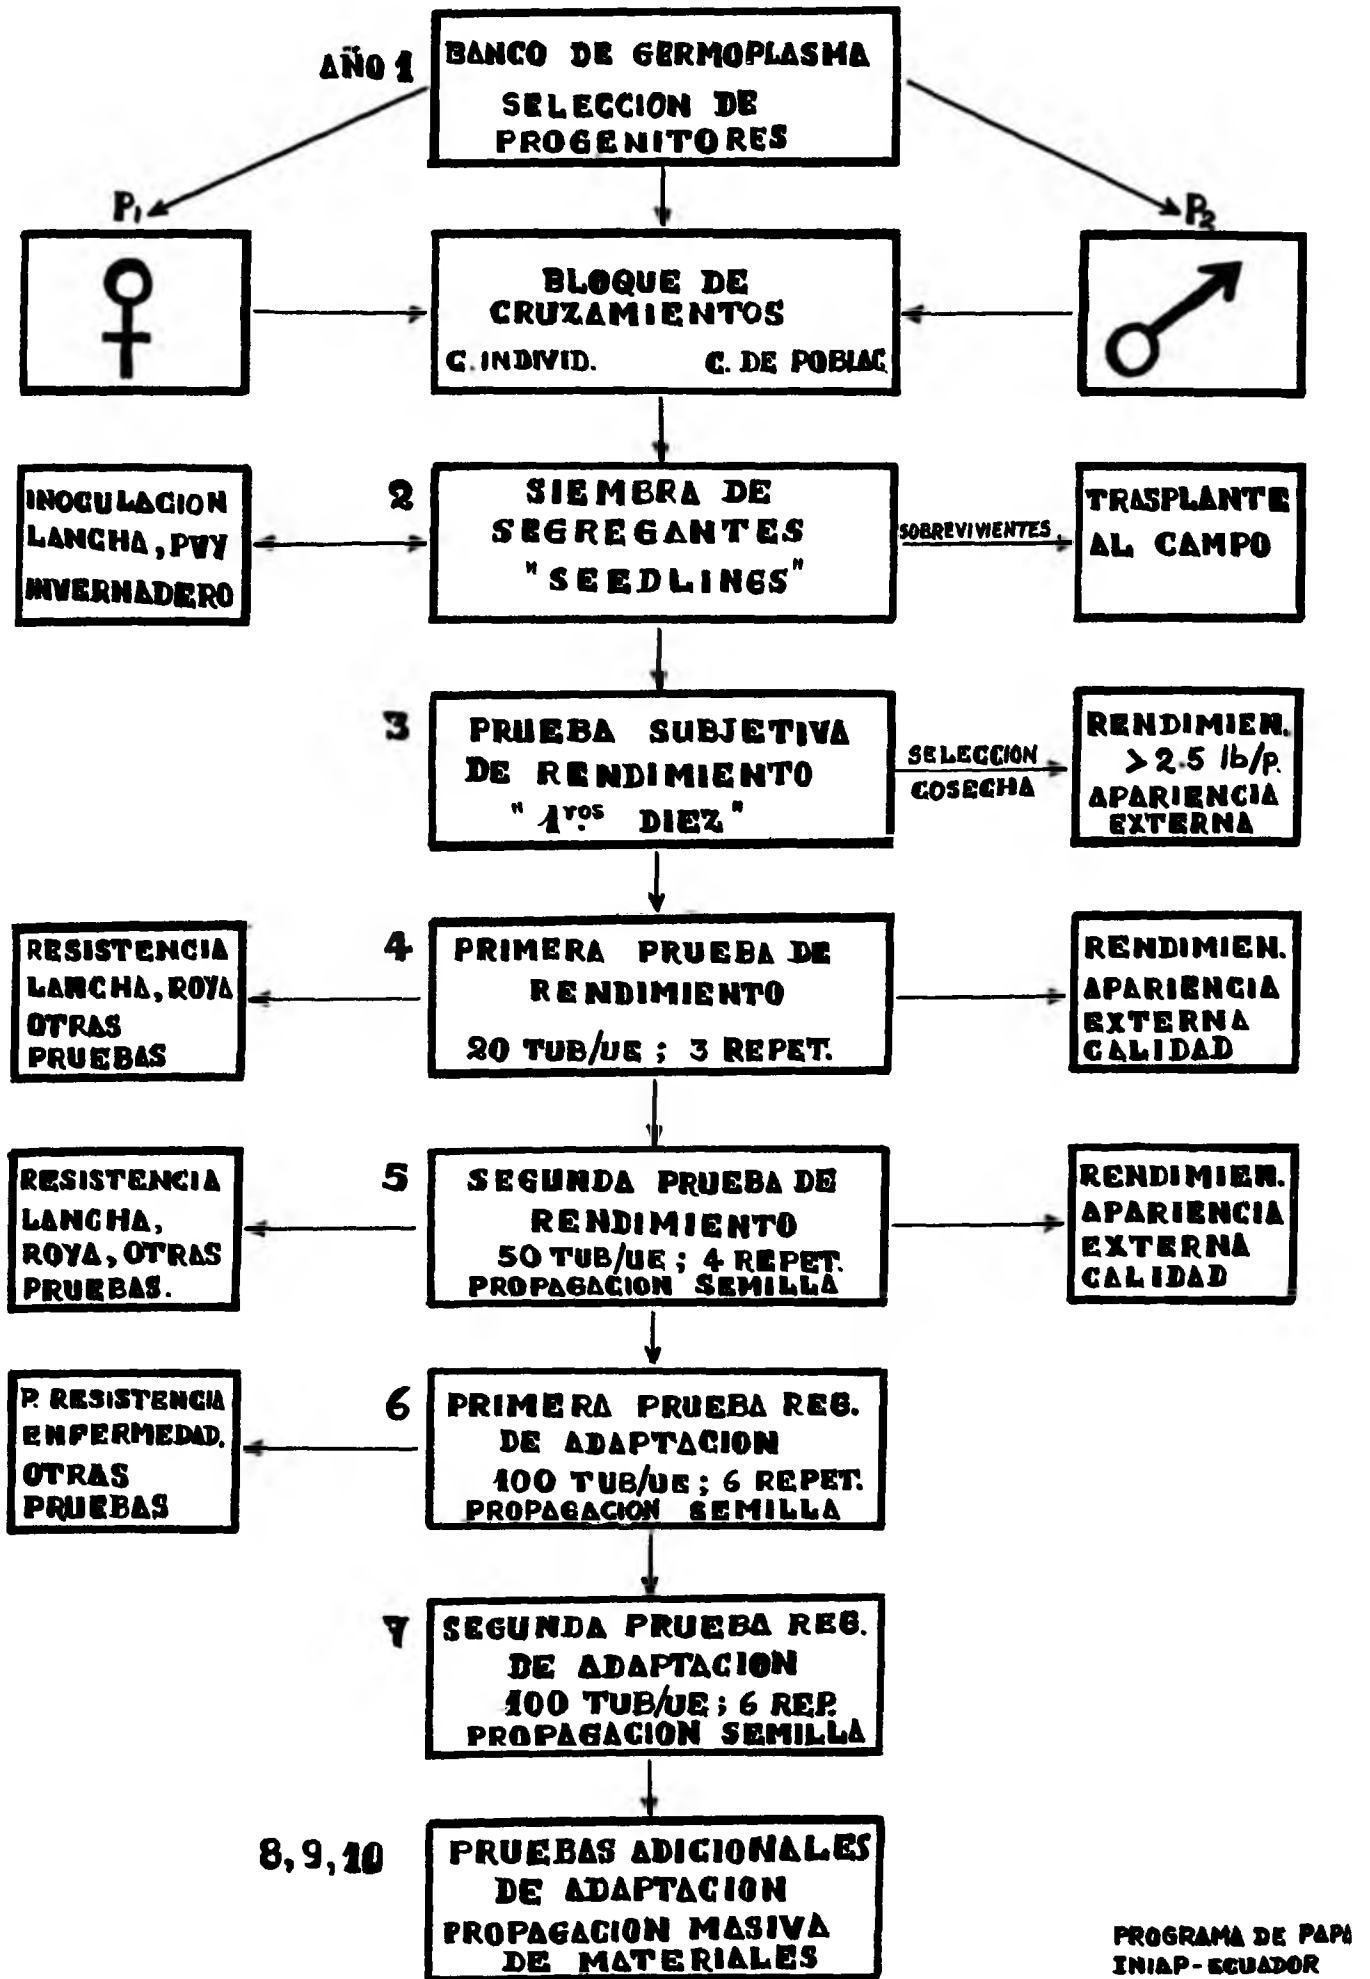 AÑO 1
BANCO DE GERMOPLASMA
SELECCION DE
PROGENITORES
P1
P2
BLOQUE DE
CRUZAMIENTOS
C. INDIVID. C. DE POBLAC
INOCULACION
LANCHA, PVY
INVERNADERO
2
SIEMBRA DE
SEGREGANTES
"SEEDLINGS"
SOBREVIVIENTES
TRASPLANTE
AL CAMPO
3
PRUEBA SUBJETIVA
DE RENDIMIENTO
"1ros. DIEZ"
SELECCION
COSECHA
RENDIMIEN.
>2.5 lb/p.
APARIENCIA
EXTERNA
RESISTENCIA
LANCHA, ROYA
OTRAS
PRUEBAS
4
PRIMERA PRUEBA DE
RENDIMIENTO
20 TUB/UE; 3 REPET.
RENDIMIEN.
APARIENCIA
EXTERNA
CALIDAD
RESISTENCIA
LANCHA,
ROYA, OTRAS
PRUEBAS.
5
SEGUNDA PRUEBA DE
RENDIMIENTO
50 TUB/UE; 4 REPET.
PROPAGACION SEMILLA
RENDIMIEN.
APARIENCIA
EXTERNA
CALIDAD
P. RESISTENCIA
ENFERMEDAD.
OTRAS
PRUEBAS
6
PRIMERA PRUEBA REG.
DE ADAPTACION
100 TUB/UE; 6 REPET.
PROPAGACION SEMILLA
7
SEGUNDA PRUEBA REG.
DE ADAPTACION
100 TUB/UE; 6 REP.
PROPAGACION SEMILLA
8, 9, 10
PRUEBAS ADICIONALES
DE ADAPTACION
PROPAGACION MASIVA
DE MATERIALES
PROGRAMA DE PAPA
INIAP-ECUADOR